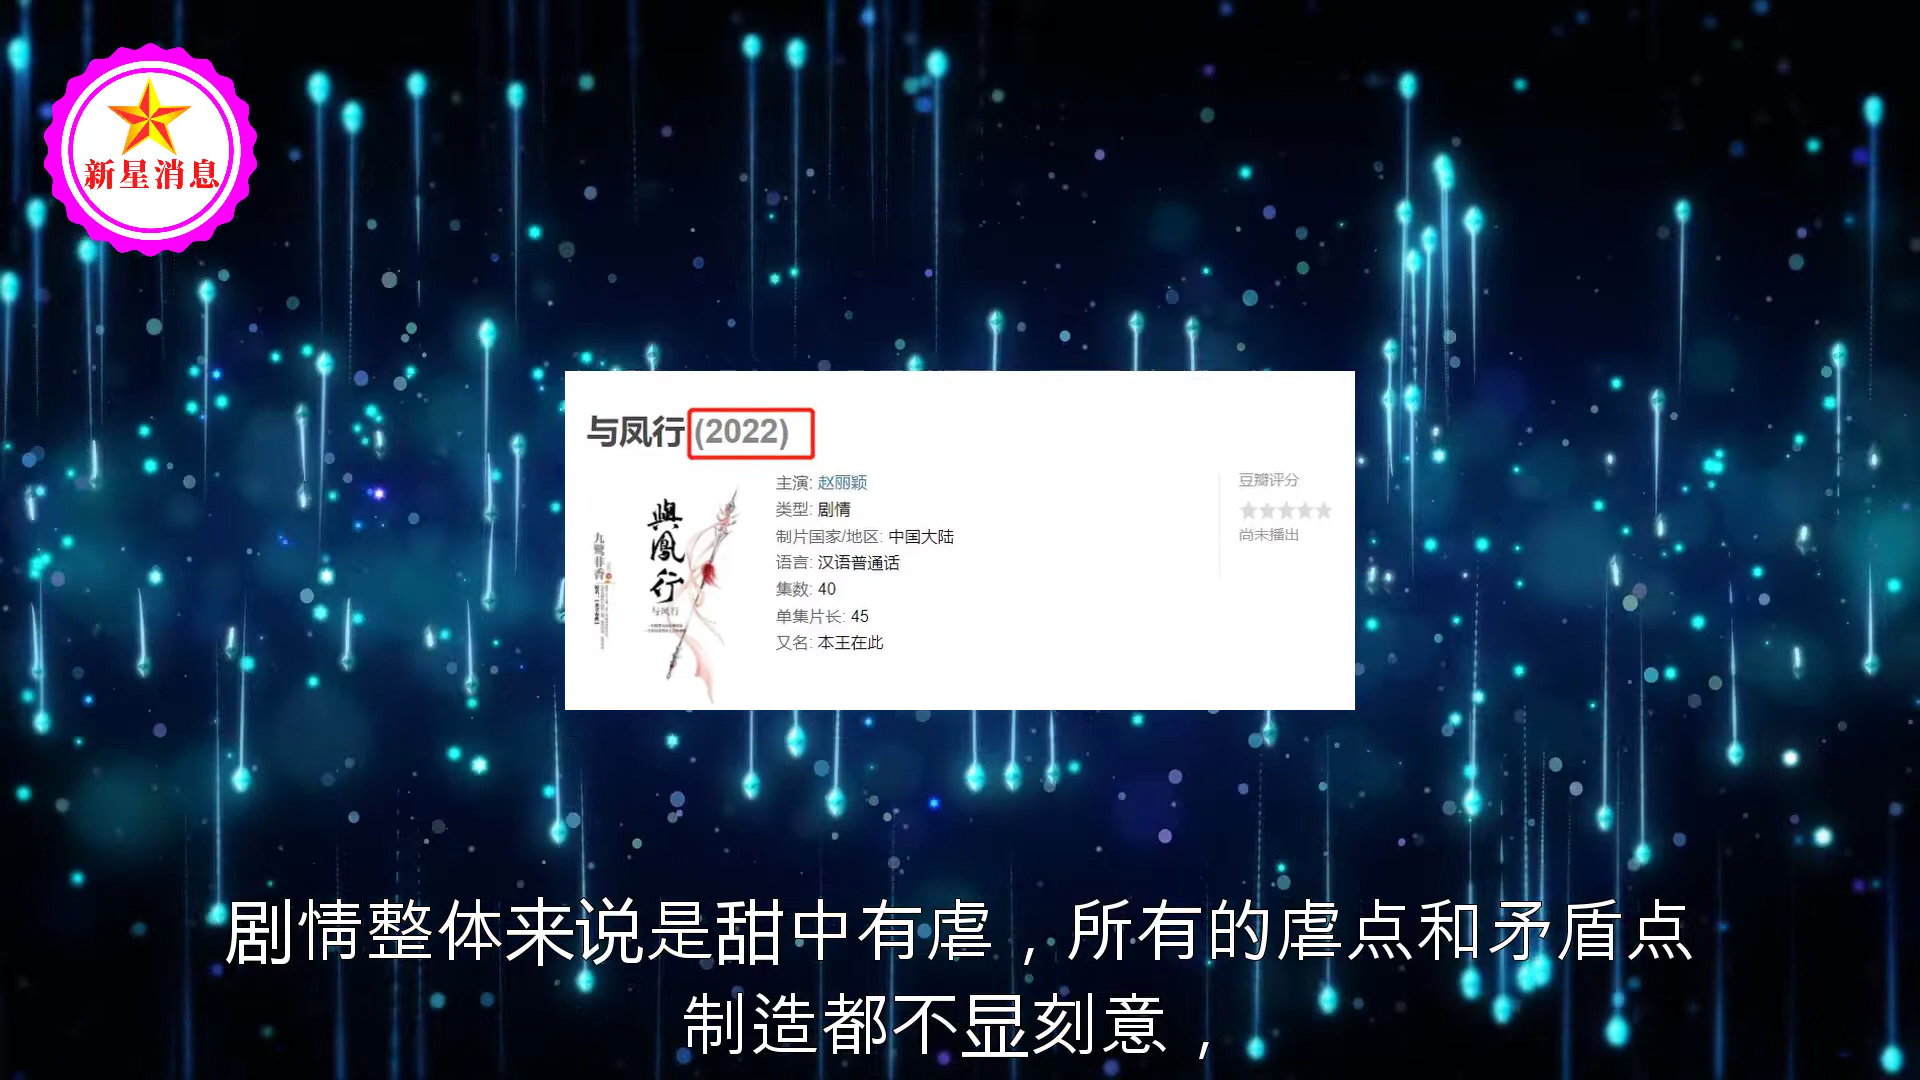 新星消息
与凤行 (2022)
與鳳行
与凤行
九鹭非香
主演: 赵丽颖
类型: 剧情
制片国家/地区: 中国大陆
语言: 汉语普通话
集数: 40
单集片长: 45
又名: 本王在此
豆瓣评分
尚未播出
剧情整体来说是甜中有虐，所有的虐点和矛盾点
制造都不显刻意，